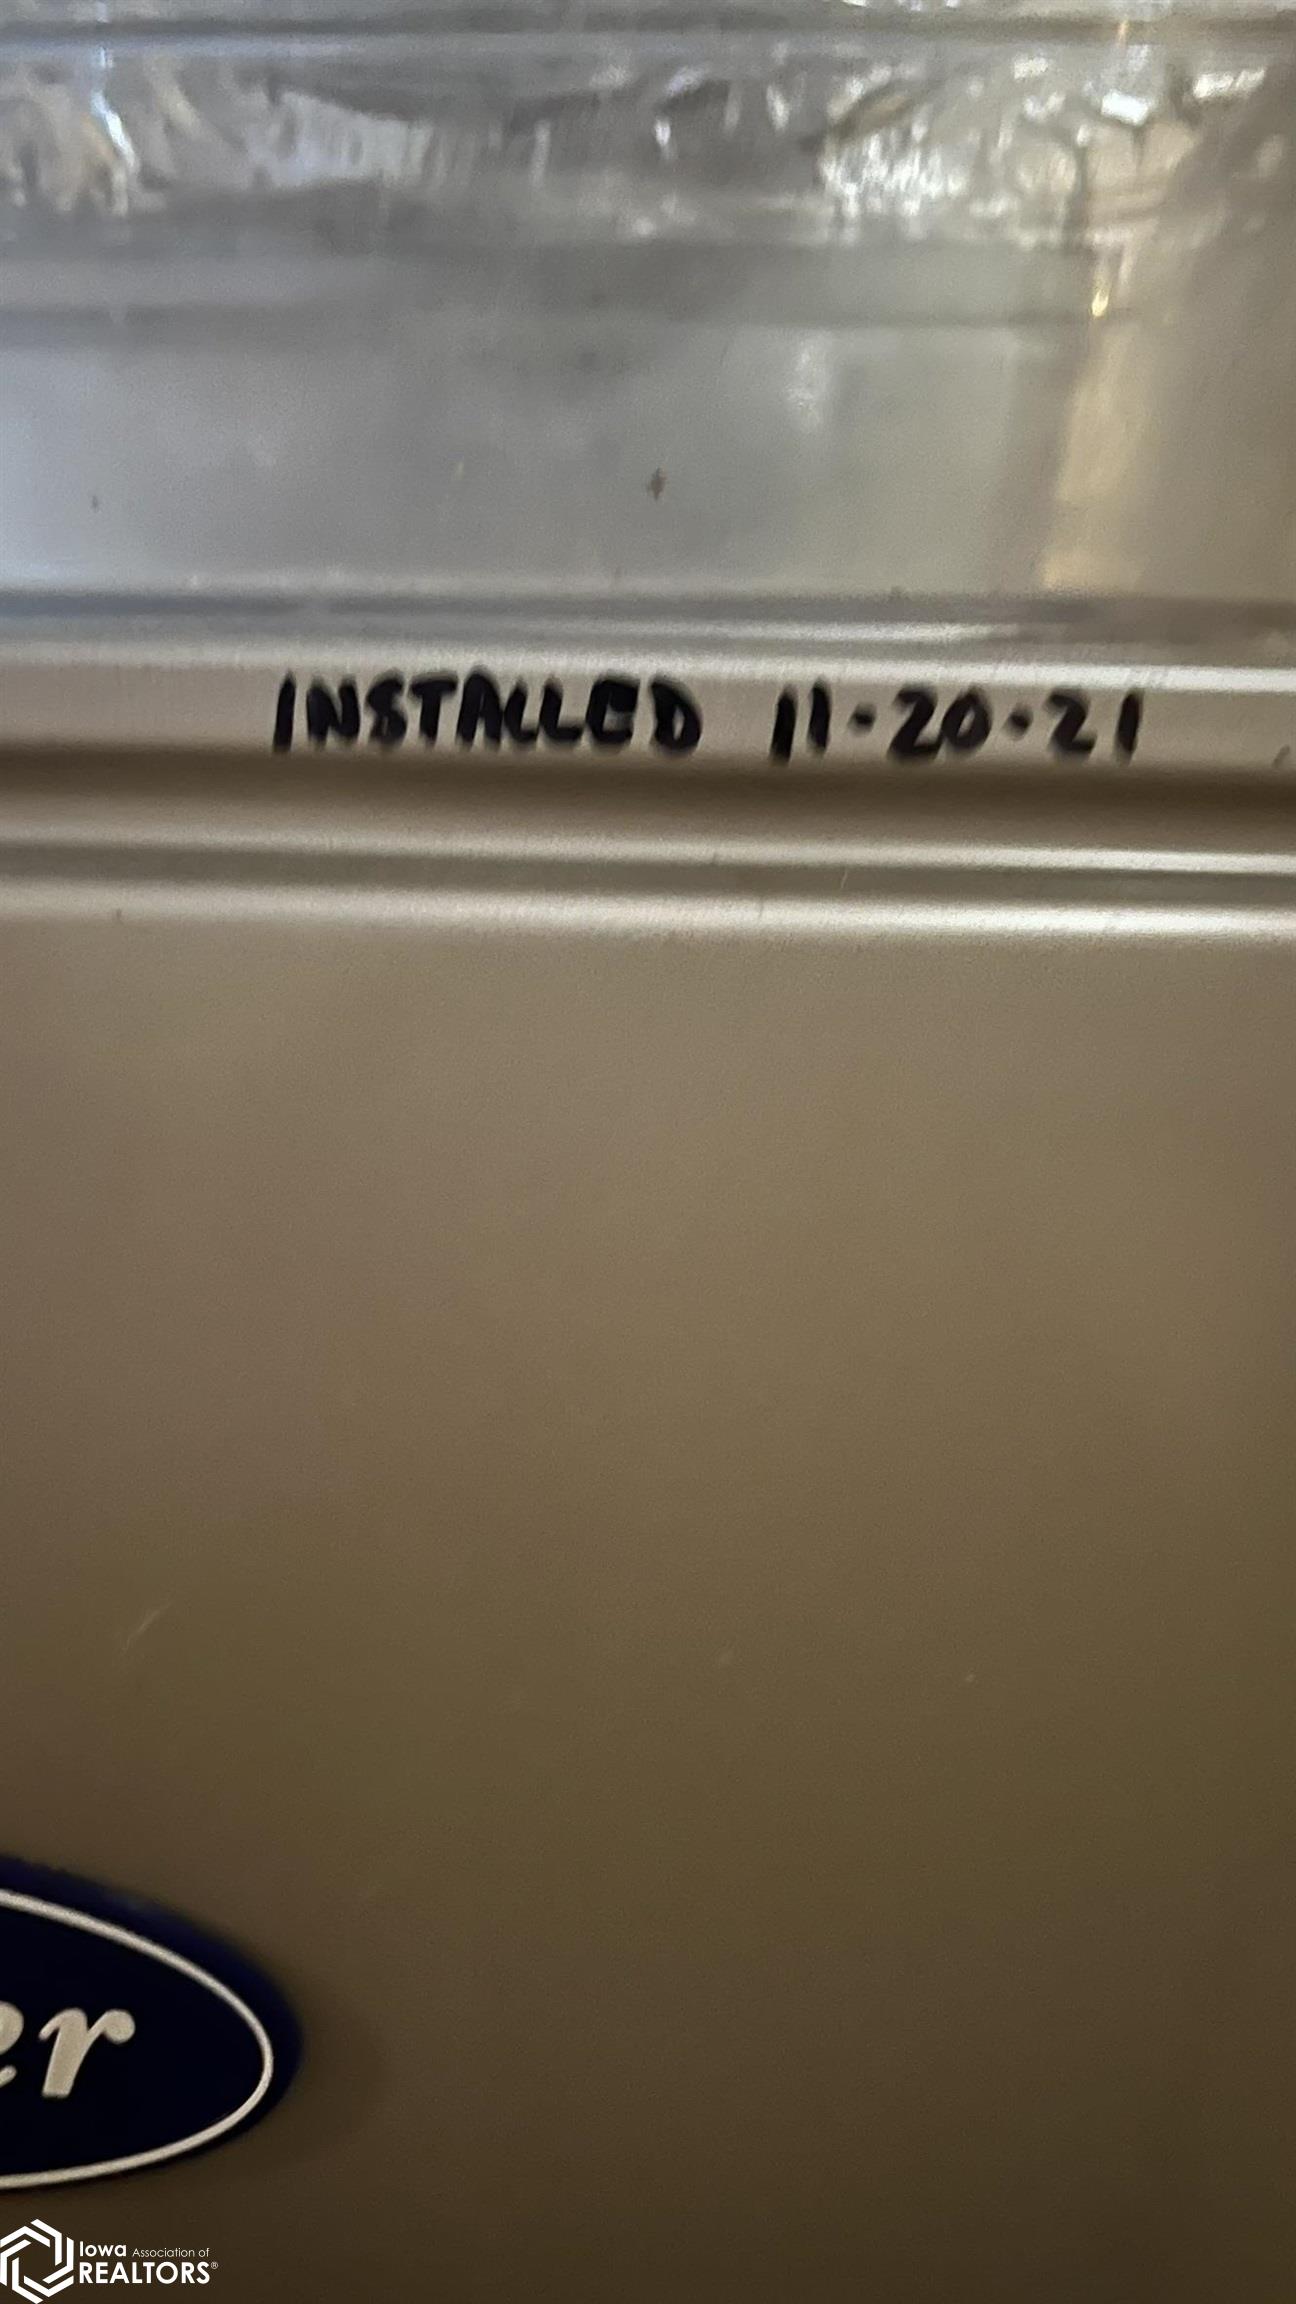 INSTALLED 11-20-21
er
Iowa Association of
REALTORS®